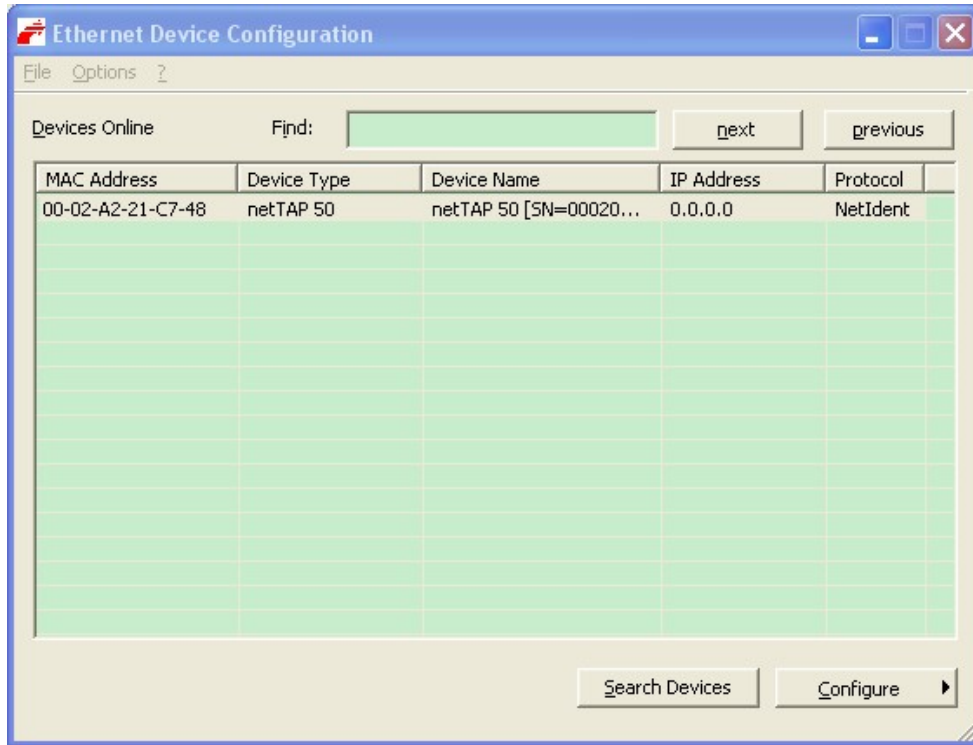 Ethernet Device Configuration
File Options ?
Devices Online Find: next previous
MAC Address Device Type Device Name IP Address Protocol
00-02-A2-21-C7-48 netTAP 50 netTAP 50 [SN=00020... 0.0.0.0 NetIdent
Search Devices Configure